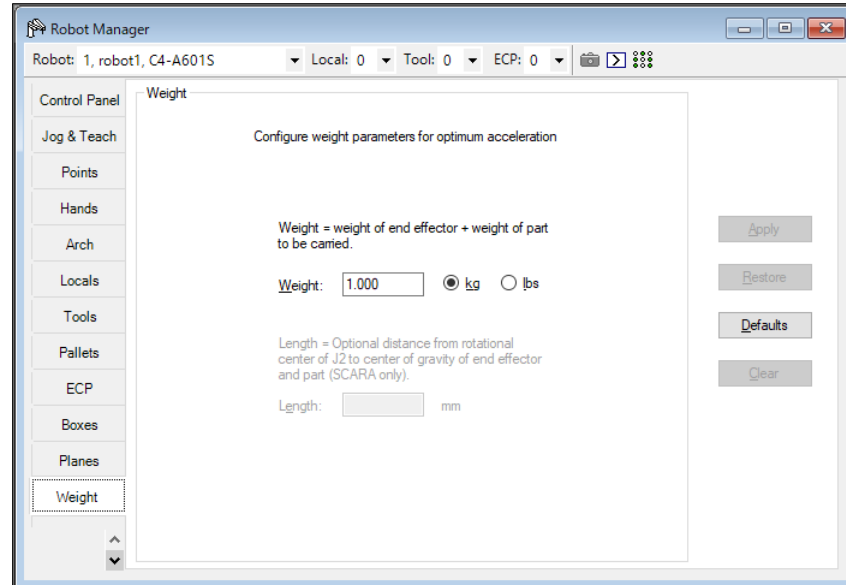 Robot Manager
Robot: 1, robot1, C4-A601S Local: 0 Tool: 0 ECP: 0
Control Panel
Jog & Teach
Points
Hands
Arch
Locals
Tools
Pallets
ECP
Boxes
Planes
Weight
Weight
Configure weight parameters for optimum acceleration
Weight = weight of end effector + weight of part
to be carried.
Weight: 1.000 kg lbs
Length = Optional distance from rotational
center of J2 to center of gravity of end effector
and part (SCARA only).
Length: mm
Apply
Restore
Defaults
Clear